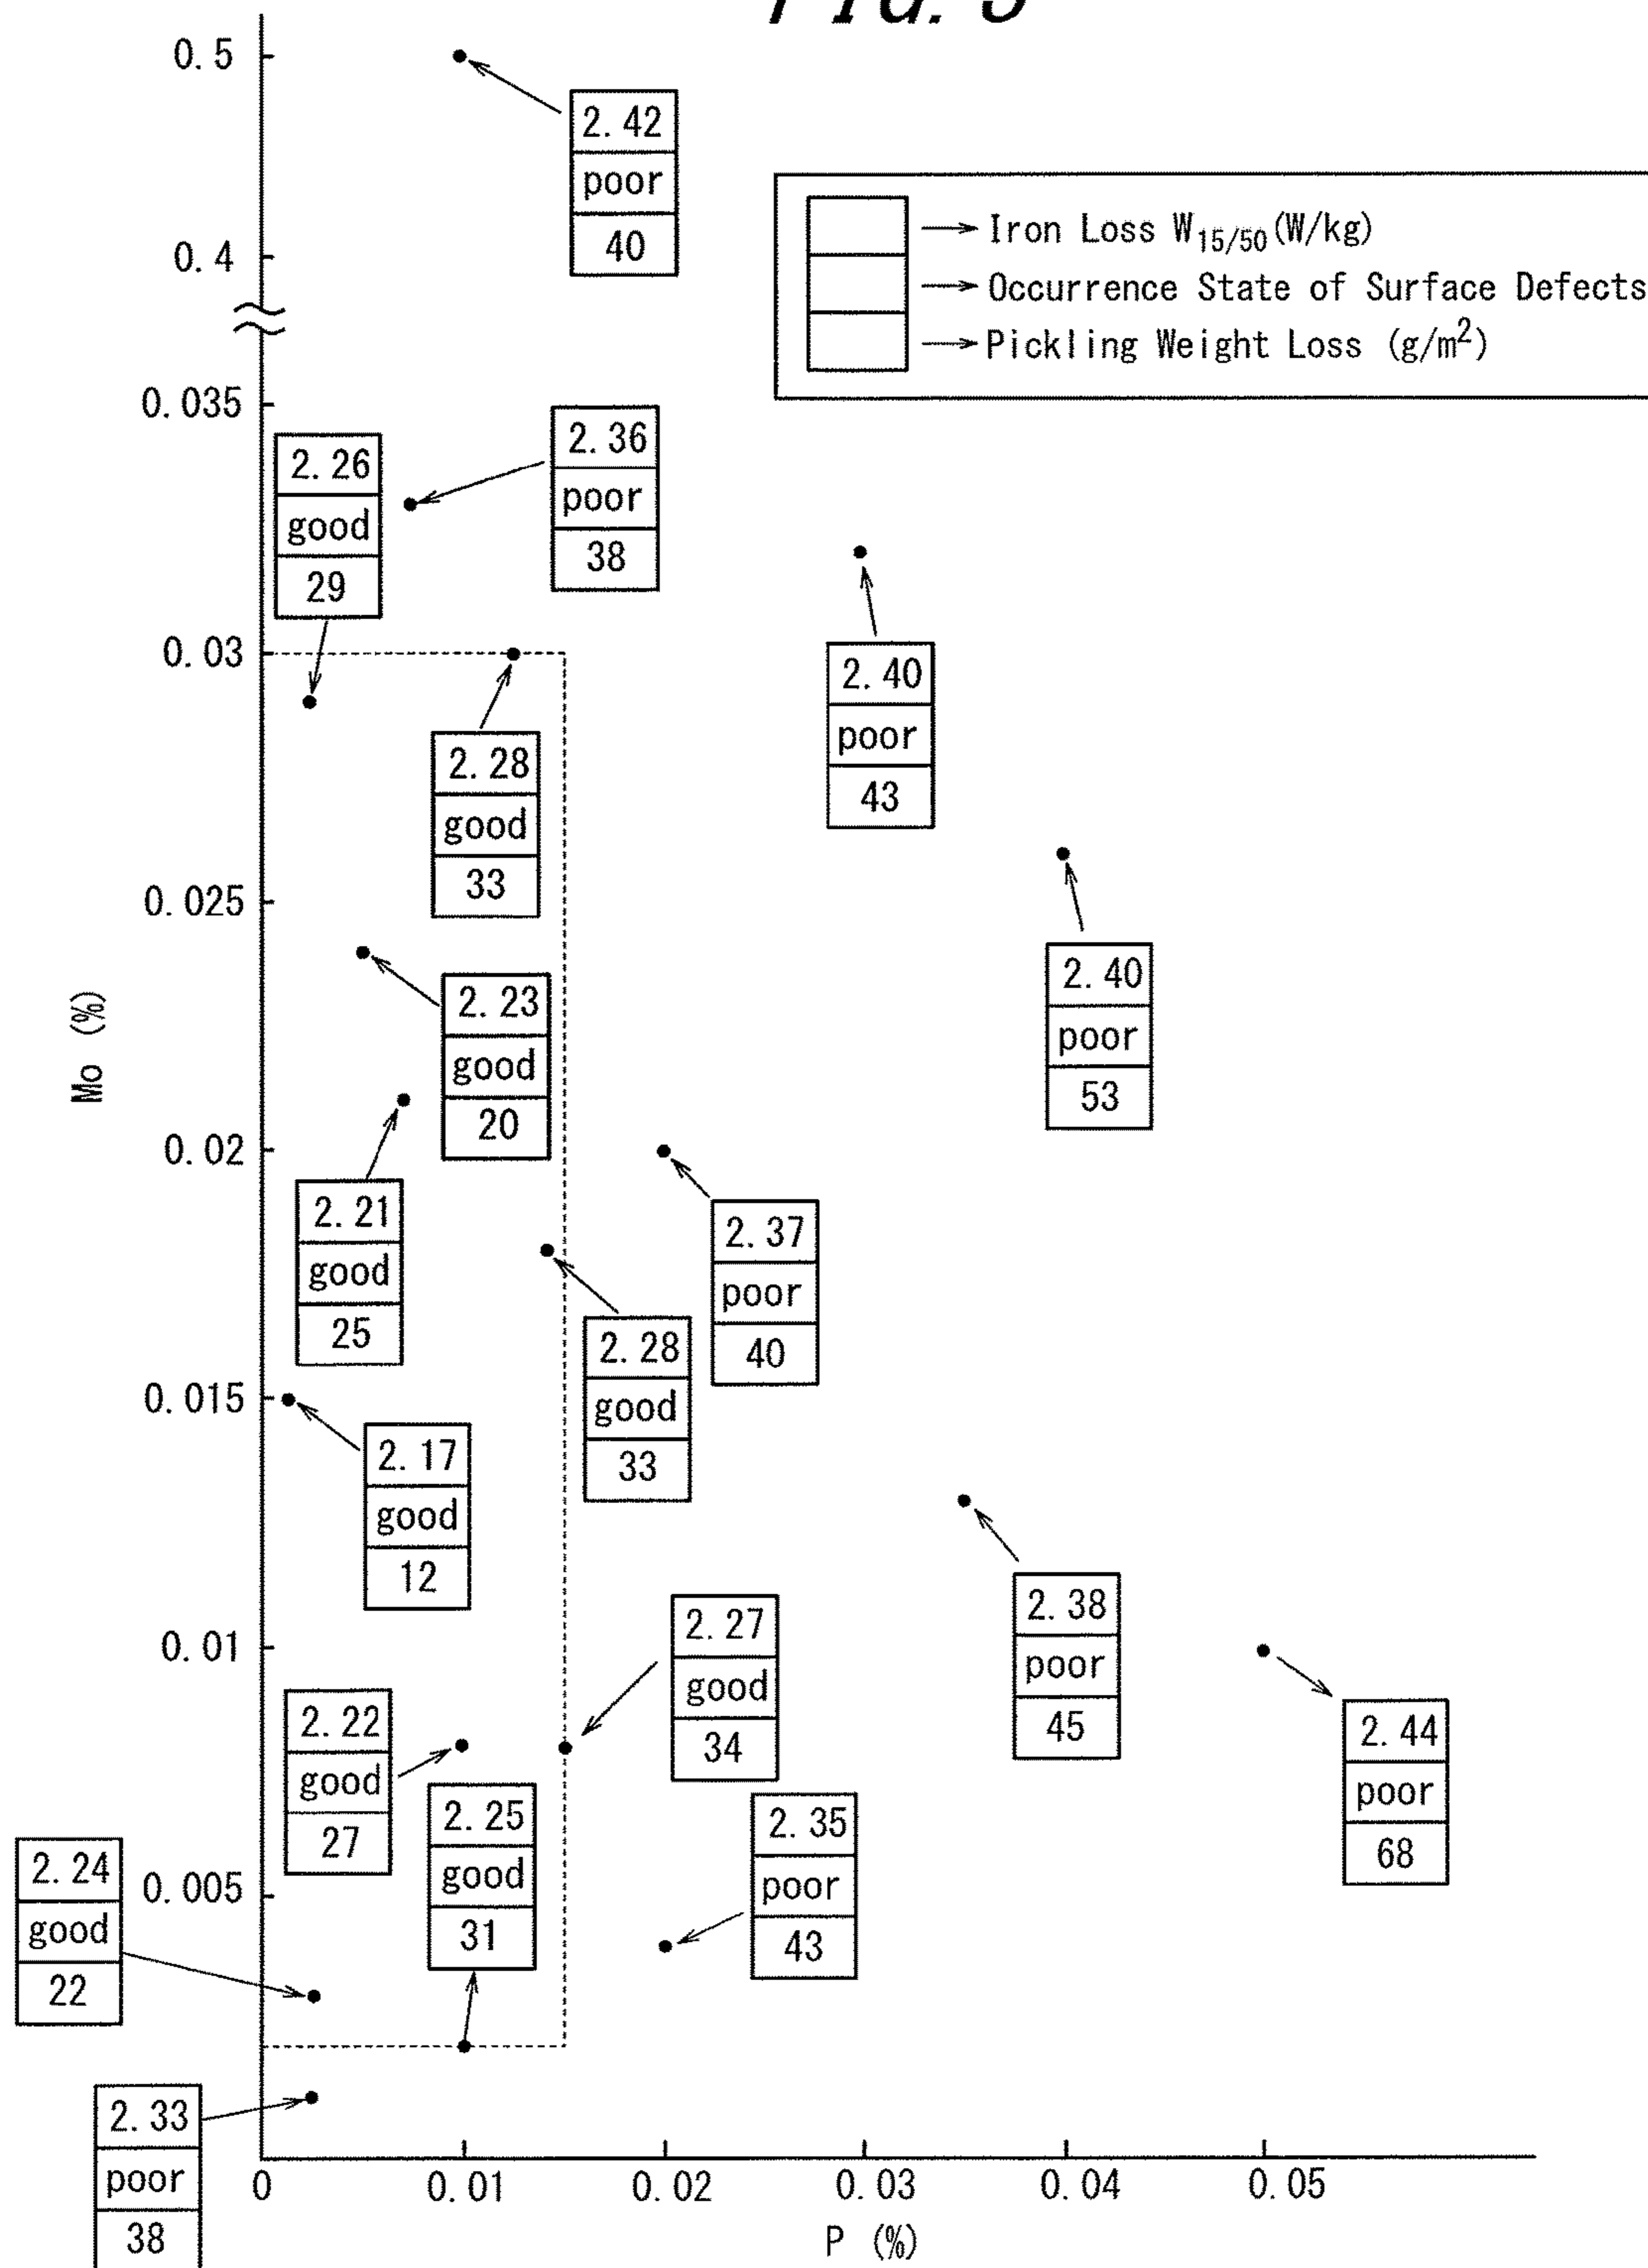 FIG. 3
0.5
2.42
poor
40
Iron Loss W15/50(W/kg)
Occurrence State of Surface Defects
Pickling Weight Loss (g/m2)
0.4
0.035
2.26
good
29
2.36
poor
38
0.03
2.40
poor
43
2.28
good
33
0.025
2.40
poor
53
Mo (%)
2.23
good
20
0.02
2.21
good
25
2.37
poor
40
2.28
good
33
0.015
2.17
good
12
2.38
poor
45
2.27
good
34
0.01
2.22
good
27
2.25
good
31
2.44
poor
68
2.35
poor
43
2.24
good
22
0.005
2.33
poor
38
0
0.01
0.02
0.03
0.04
0.05
P (%)